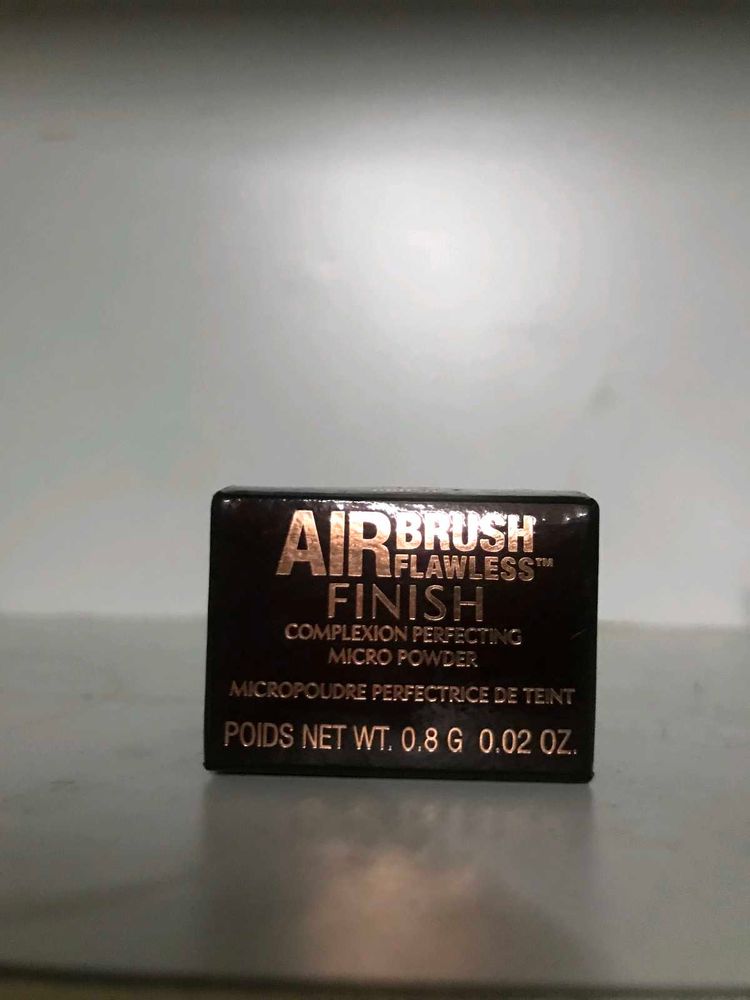 AIRBRUSH
FLAWLESS™
FINISH
COMPLEXION PERFECTING
MICRO POWDER
MICROPOUDRE PERFECTRICE DE TEINT
POIDS NET WT. 0.8 G 0.02 OZ.